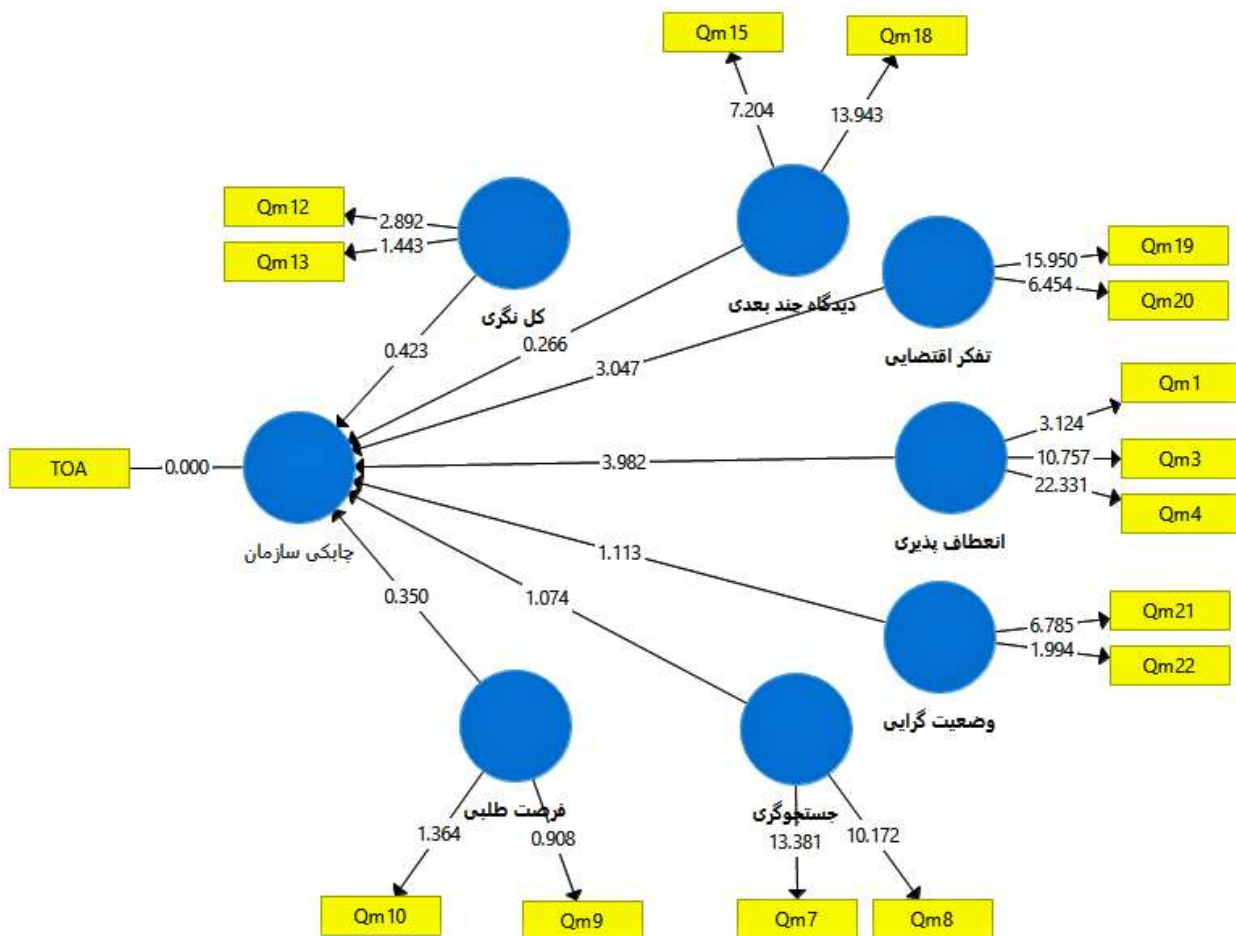 Qm15
Qm18
7.204
13.943
Qm12
Qm13
2.892
1.443
Qm19
Qm20
15.950
6.454
کل نگری
دیدگاه چند بعدی
تفکر اقتضایی
0.423
0.266
3.047
Qm1
3.124
Qm3
10.757
Qm4
22.331
TOA
0.000
3.982
انعطاف پذیری
چابکی سازمان
1.113
0.350
1.074
Qm21
6.785
Qm22
1.994
وضعیت گرایی
فرصت طلبی
جستجوگری
1.364
0.908
13.381
10.172
Qm10
Qm9
Qm7
Qm8